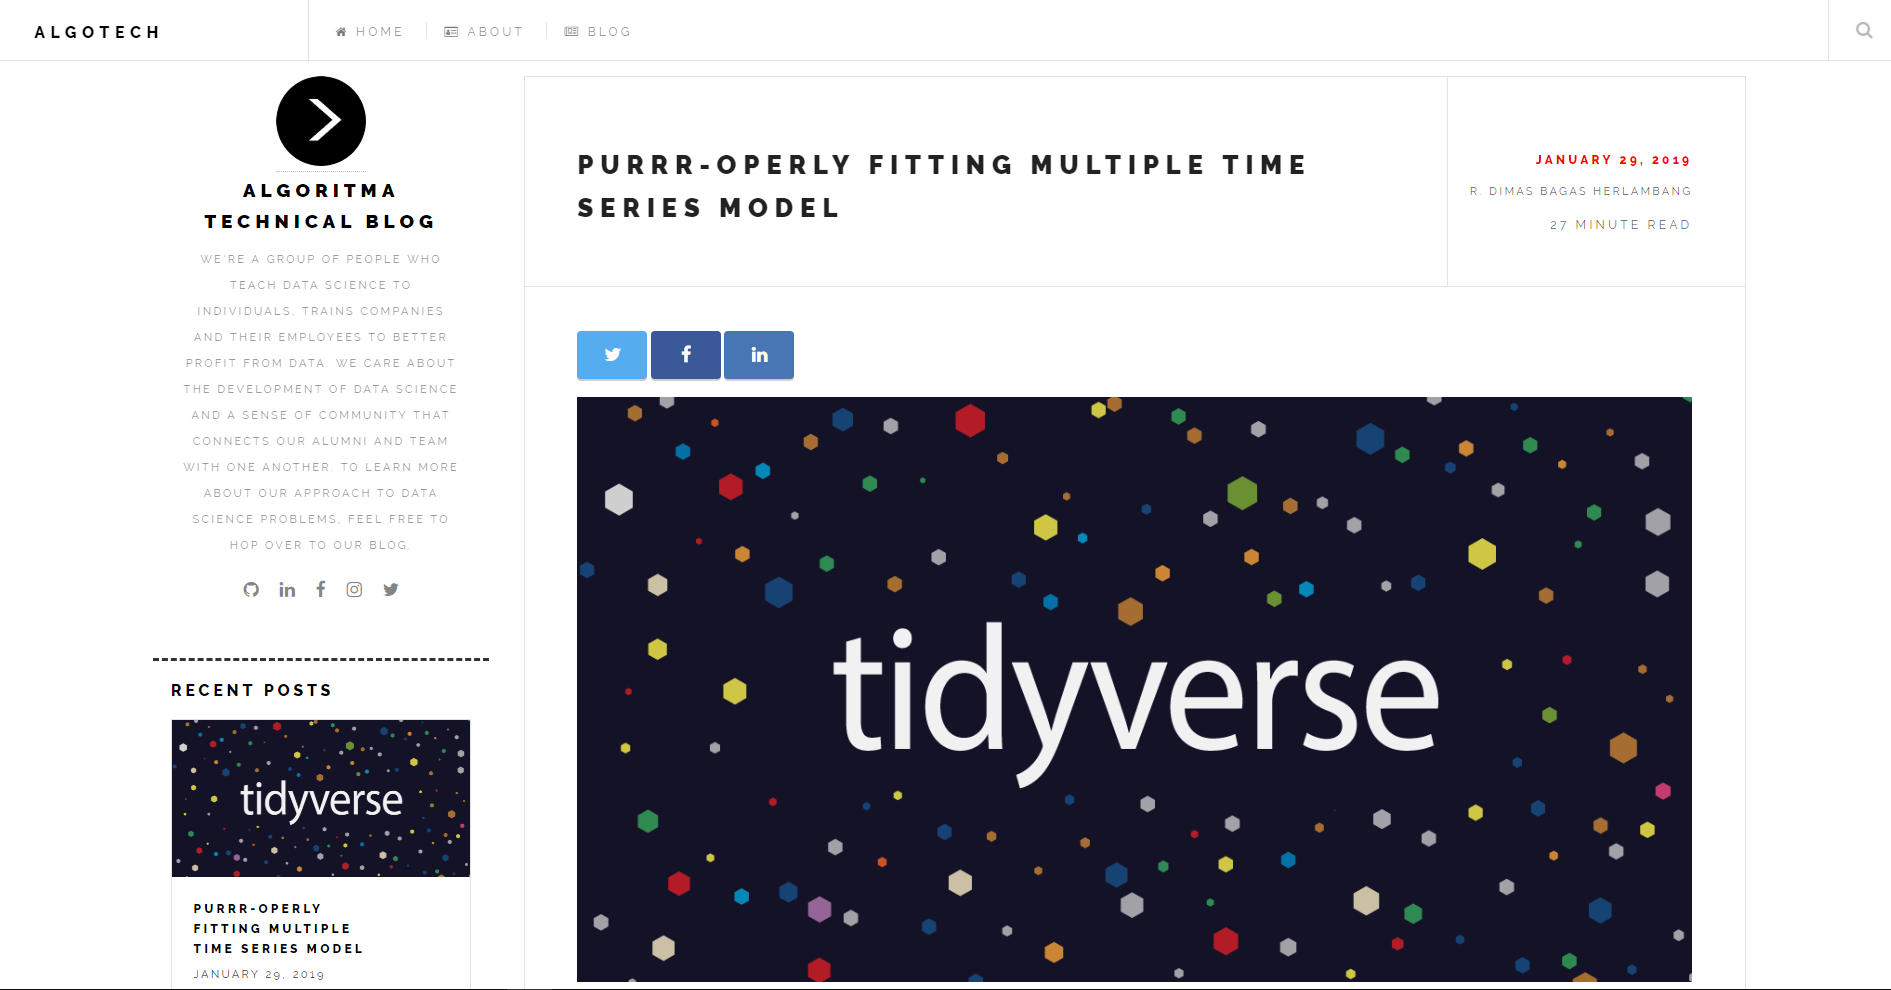 ALGOTECH
HOME
ABOUT
BLOG
ALGORITMA
TECHNICAL BLOG
WE'RE A GROUP OF PEOPLE WHO
TEACH DATA SCIENCE TO
INDIVIDUALS, TRAINS COMPANIES
AND THEIR EMPLOYEES TO BETTER
PROFIT FROM DATA. WE CARE ABOUT
THE DEVELOPMENT OF DATA SCIENCE
AND A SENSE OF COMMUNITY THAT
CONNECTS OUR ALUMNI AND TEAM
WITH ONE ANOTHER. TO LEARN MORE
ABOUT OUR APPROACH TO DATA
SCIENCE PROBLEMS, FEEL FREE TO
HOP OVER TO OUR BLOG.
RECENT POSTS
tidyverse
PURRR-OPERLY
FITTING MULTIPLE
TIME SERIES MODEL
JANUARY 29, 2019
PURRR-OPERLY FITTING MULTIPLE TIME
SERIES MODEL
JANUARY 29, 2019
R. DIMAS BAGAS HERLAMBANG
27 MINUTE READ
tidyverse